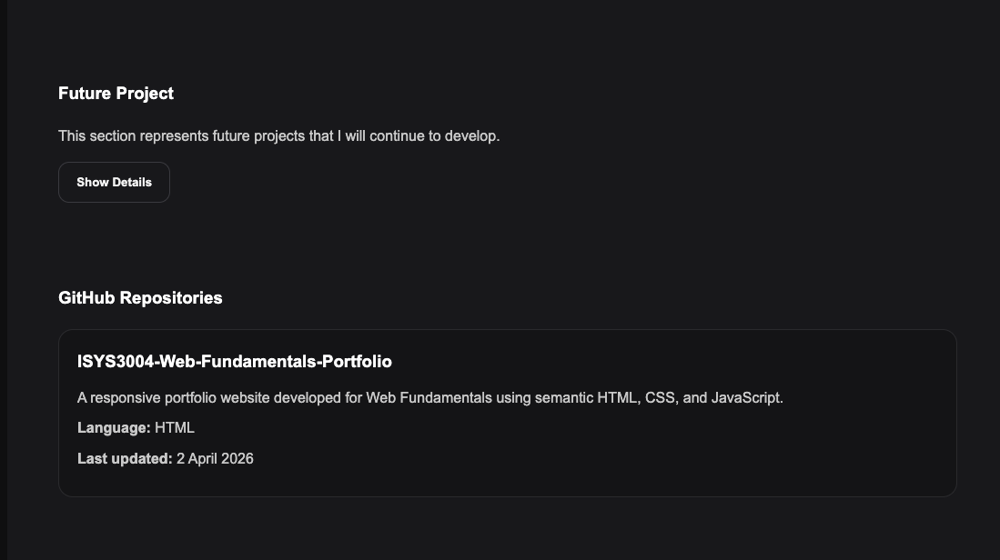 Future Project
This section represents future projects that I will continue to develop.
Show Details
GitHub Repositories
ISYS3004-Web-Fundamentals-Portfolio
A responsive portfolio website developed for Web Fundamentals using semantic HTML, CSS, and JavaScript.
Language: HTML
Last updated: 2 April 2026